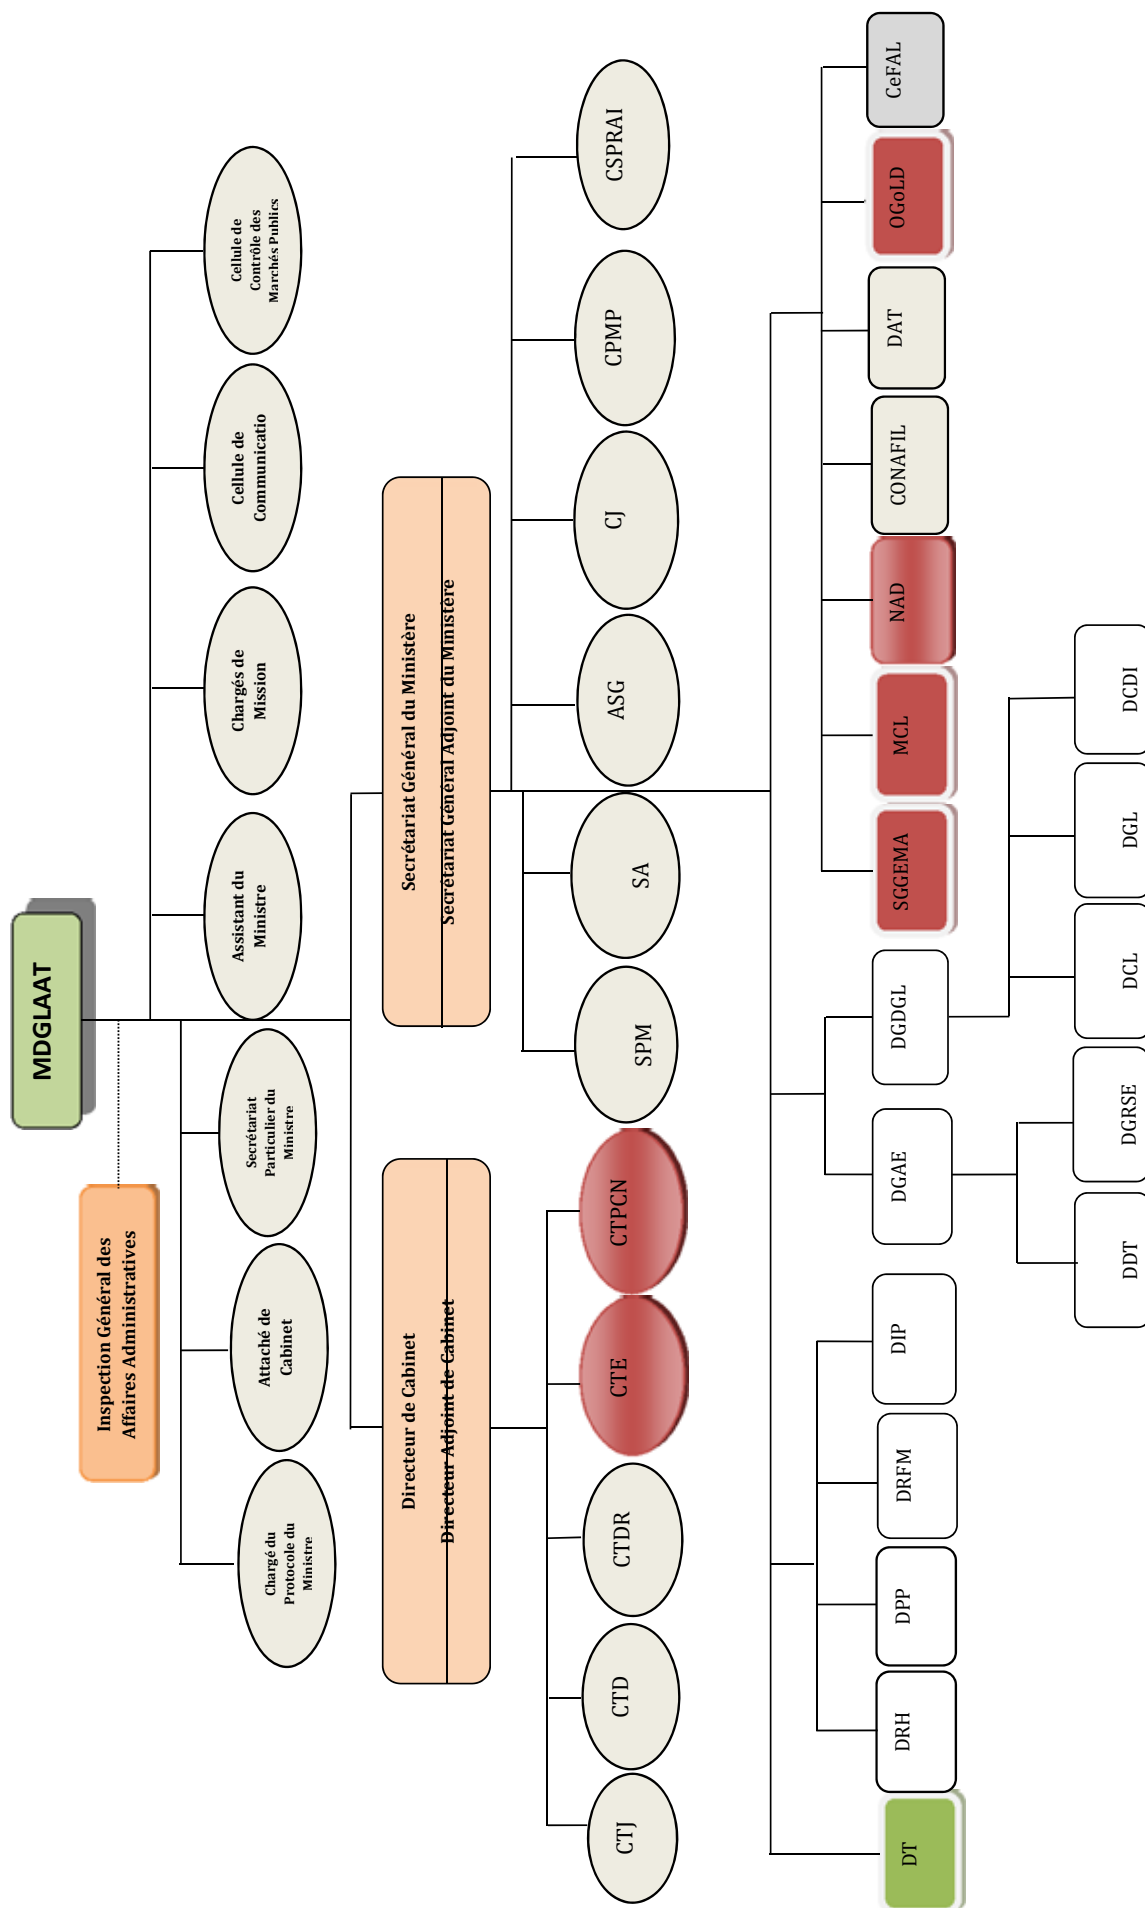 MDGLAAT
Inspection Général des
Affaires Administratives
Chargé du
Protocole du
Ministre
Attaché de
Cabinet
Secrétariat
Particulier du
Ministre
Assistant du
Ministre
Chargés de
Mission
Cellule de
Communicatio
Cellule de
Contrôle des
Marchés Publics
Directeur de Cabinet
Directeur Adjoint de Cabinet
Secrétariat Général du Ministère
Secrétariat Général Adjoint du Ministère
CTJ
CTD
CTDR
CTE
CTPCN
SPM
SA
ASG
CJ
CPMP
CSPRAI
DT
DRH
DPP
DRFM
DIP
DGAE
DGDGL
SGGEMA
MCL
NAD
CONAFIL
DAT
OGoLD
CeFAL
DDT
DGRSE
DCL
DGL
DCDI